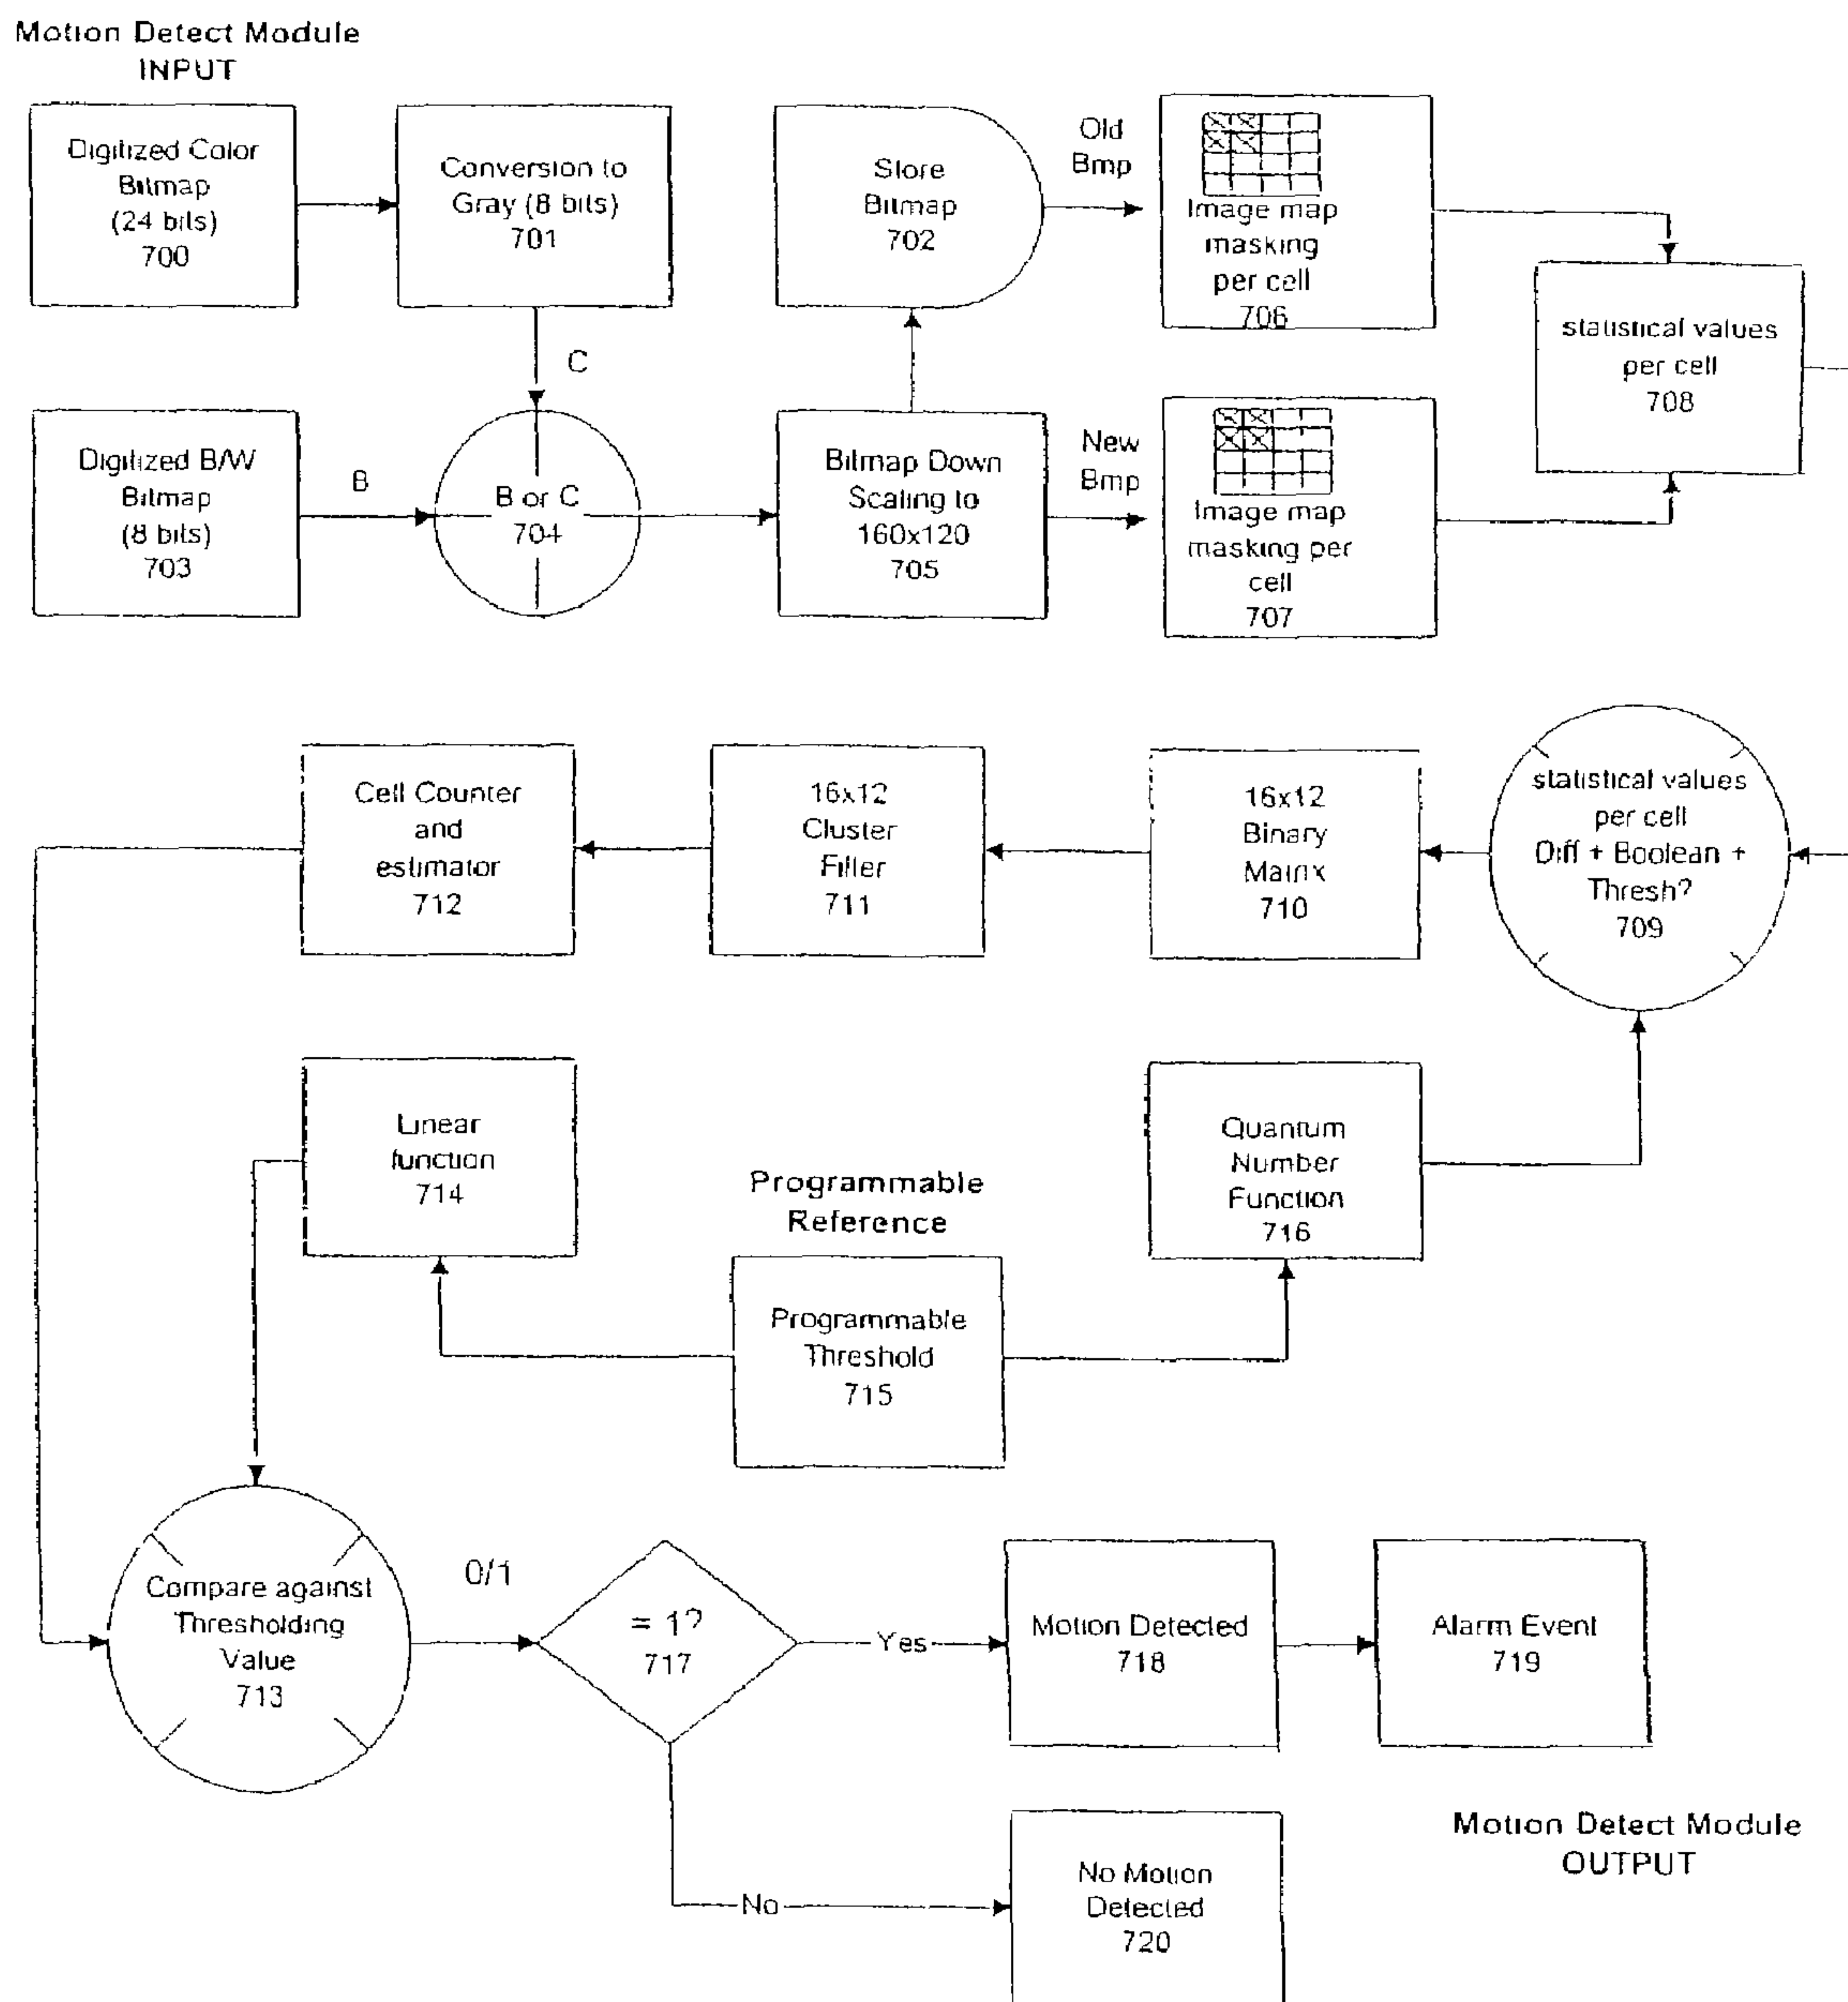 Motion Detect Module
INPUT
Digitized Color
Bitmap
(24 bits)
700
Conversion to
Gray (8 bits)
701
Store
Bitmap
702
Old
Bmp
Image map
masking
per cell
706
statistical values
per cell
708
C
Digitized B/W
Bitmap
(8 bits)
703
B
B or C
704
Bitmap Down
Scaling to
160x120
705
New
Bmp
Image map
masking per
cell
707
Cell Counter
and
estimator
712
16x12
Cluster
Filler
711
16x12
Binary
Matrix
710
statistical values
per cell
Diff + Boolean +
Thresh?
709
Linear
function
714
Programmable
Reference
Programmable
Threshold
715
Quantum
Number
Function
716
Compare against
Thresholding
Value
713
0/1
= 1?
717
Yes
Motion Detected
718
Alarm Event
719
No
No Motion
Detected
720
Motion Detect Module
OUTPUT